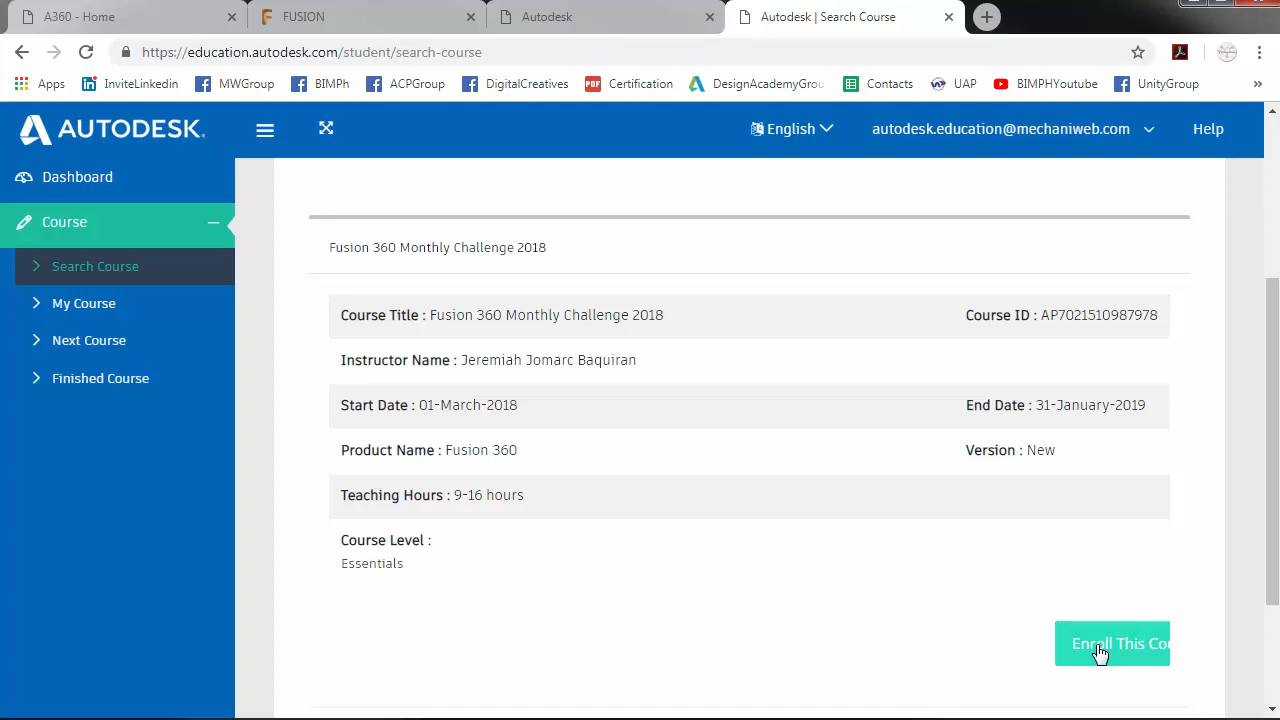 A360 - Home
FUSION
Autodesk
Autodesk | Search Course
https://education.autodesk.com/student/search-course
Apps
InviteLinkedin
MWGroup
BIMPh
ACPGroup
DigitalCreatives
PDF
Certification
DesignAcademyGrou
Contacts
UAP
BIMPHYoutube
UnityGroup
AUTODESK.
English
autodesk.education@mechaniweb.com
Help
Dashboard
Course
Search Course
My Course
Next Course
Finished Course
Fusion 360 Monthly Challenge 2018
Course Title : Fusion 360 Monthly Challenge 2018
Course ID : AP7021510987978
Instructor Name : Jeremiah Jomarc Baquiran
Start Date : 01-March-2018
End Date : 31-January-2019
Product Name : Fusion 360
Version : New
Teaching Hours : 9-16 hours
Course Level :
Essentials
Enroll This Cou